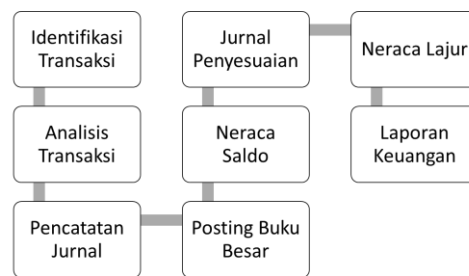 Identifikasi
Transaksi
Analisis
Transaksi
Pencatatan
Jurnal
Posting Buku
Besar
Neraca
Saldo
Jurnal
Penyesuaian
Neraca Lajur
Laporan
Keuangan